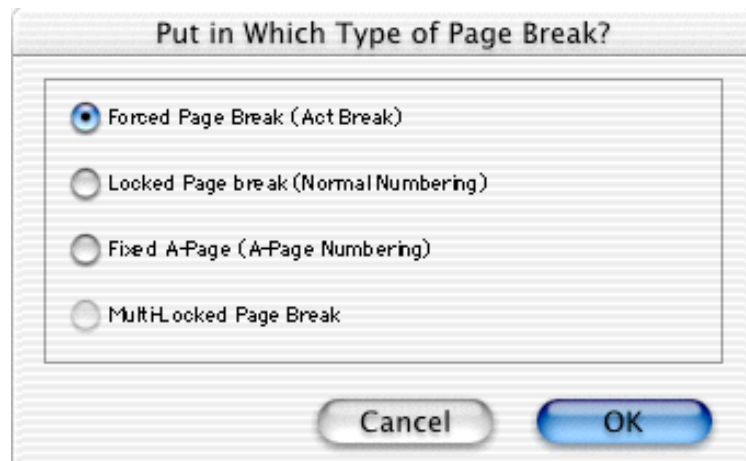 Put in Which Type of Page Break?
Forced Page Break (Act Break)
Locked Page break (Normal Numbering)
Fixed A-Page (A-Page Numbering)
Multi-Locked Page Break
Cancel
OK